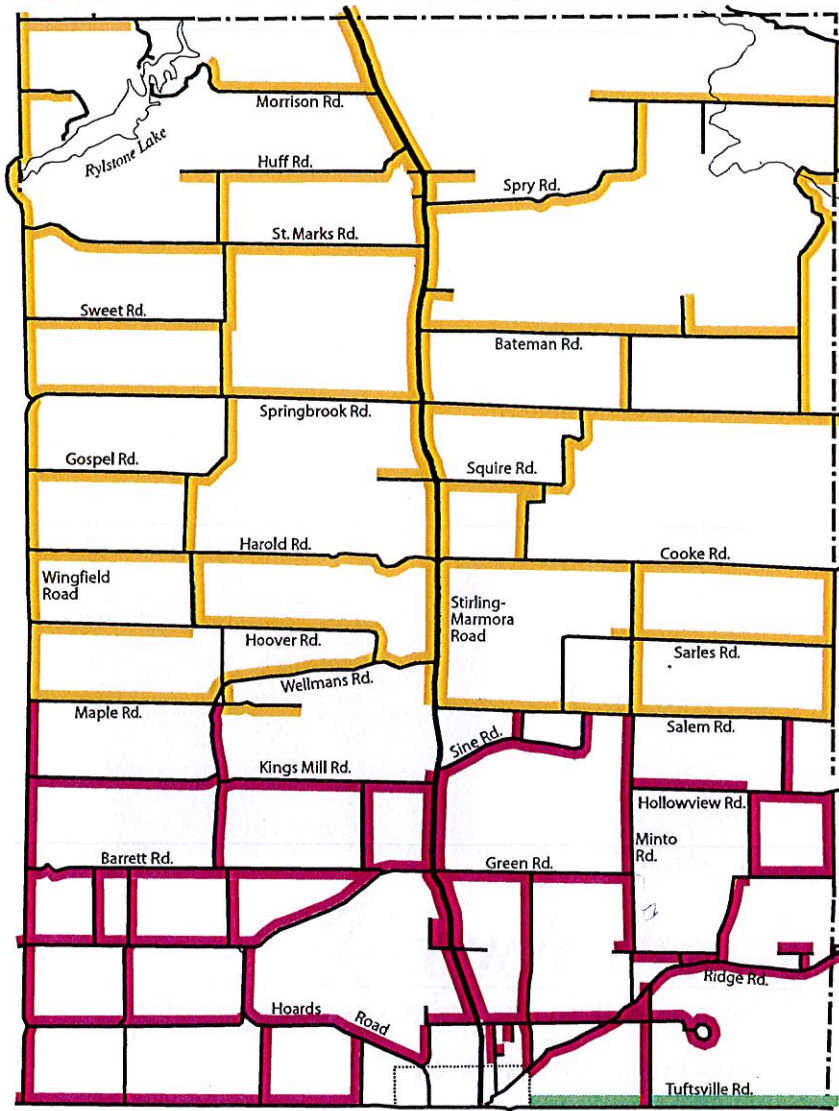 Morrison Rd.
Rylstone Lake
Huff Rd.
Spry Rd.
St. Marks Rd.
Sweet Rd.
Bateman Rd.
Springbrook Rd.
Gospel Rd.
Squire Rd.
Harold Rd.
Cooke Rd.
Wingfield
Road
Stirling-
Marmora
Road
Hoover Rd.
Sarles Rd.
Wellmans Rd.
Maple Rd.
Sine Rd.
Salem Rd.
Kings Mill Rd.
Hollowview Rd.
Minto
Rd.
Barrett Rd.
Green Rd.
Ridge Rd.
Hoards Road
Tuftsville Rd.